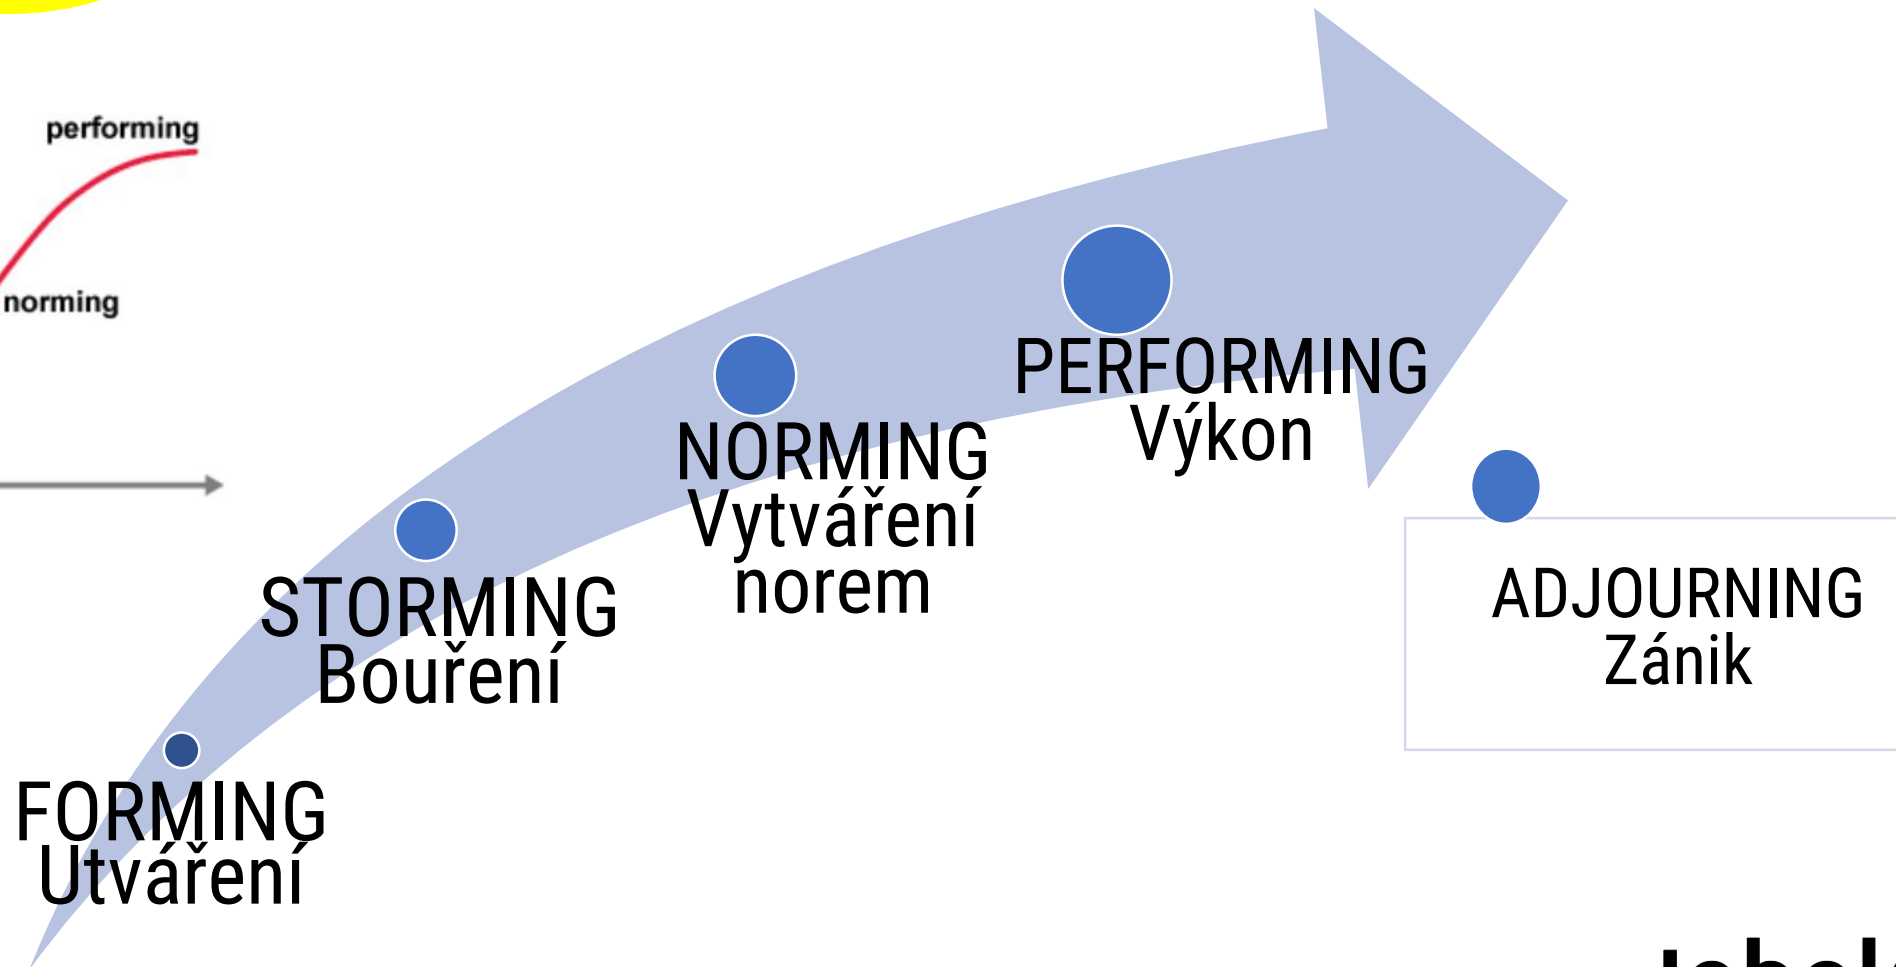 performing
norming
PERFORMING
Výkon
NORMING
Vytváření
norem
STORMING
Bouření
ADJOURNING
Zánik
FORMING
Utváření